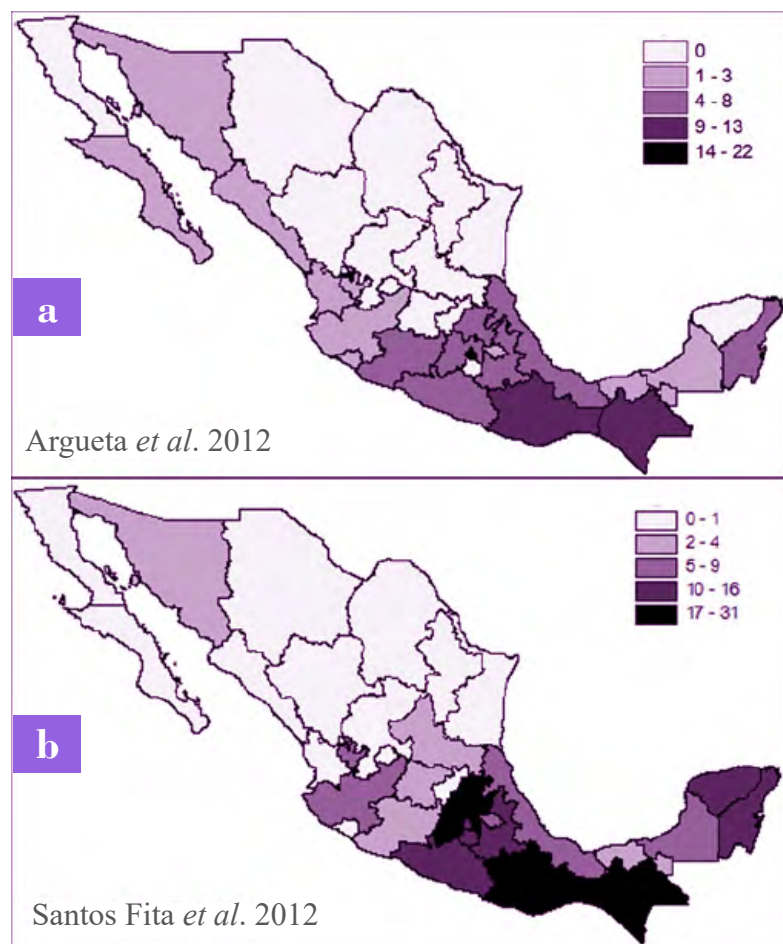 0
1 - 3
4 - 8
9 - 13
14 - 22
a
Argueta et al. 2012
0 - 1
2 - 4
5 - 9
10 - 16
17 - 31
b
Santos Fita et al. 2012